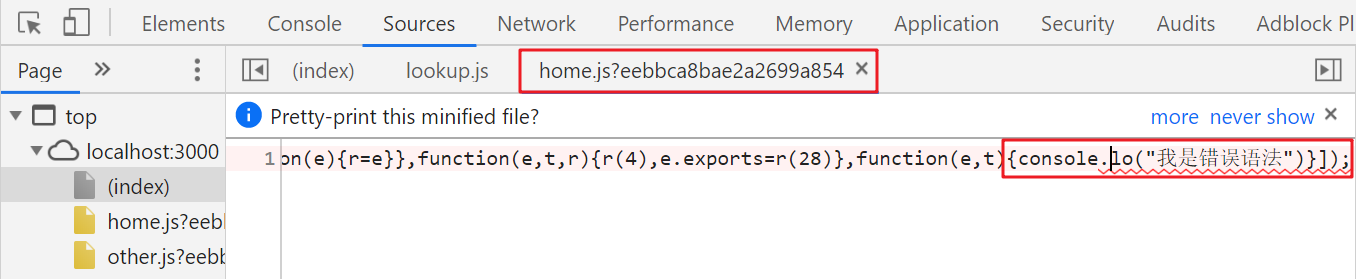 Elements Console Sources Network Performance Memory Application Security Audits Adblock Pl
Page (index) lookup.js home.js?eebbca8bae2a2699a854
Pretty-print this minified file? more never show
top
localhost:3000
(index)
home.js?eebb
other.js?eebb
1 on(e){r=e}},function(e,t,r){r(4),e.exports=r(28)},function(e,t){console.lo("我是错误语法")}]);